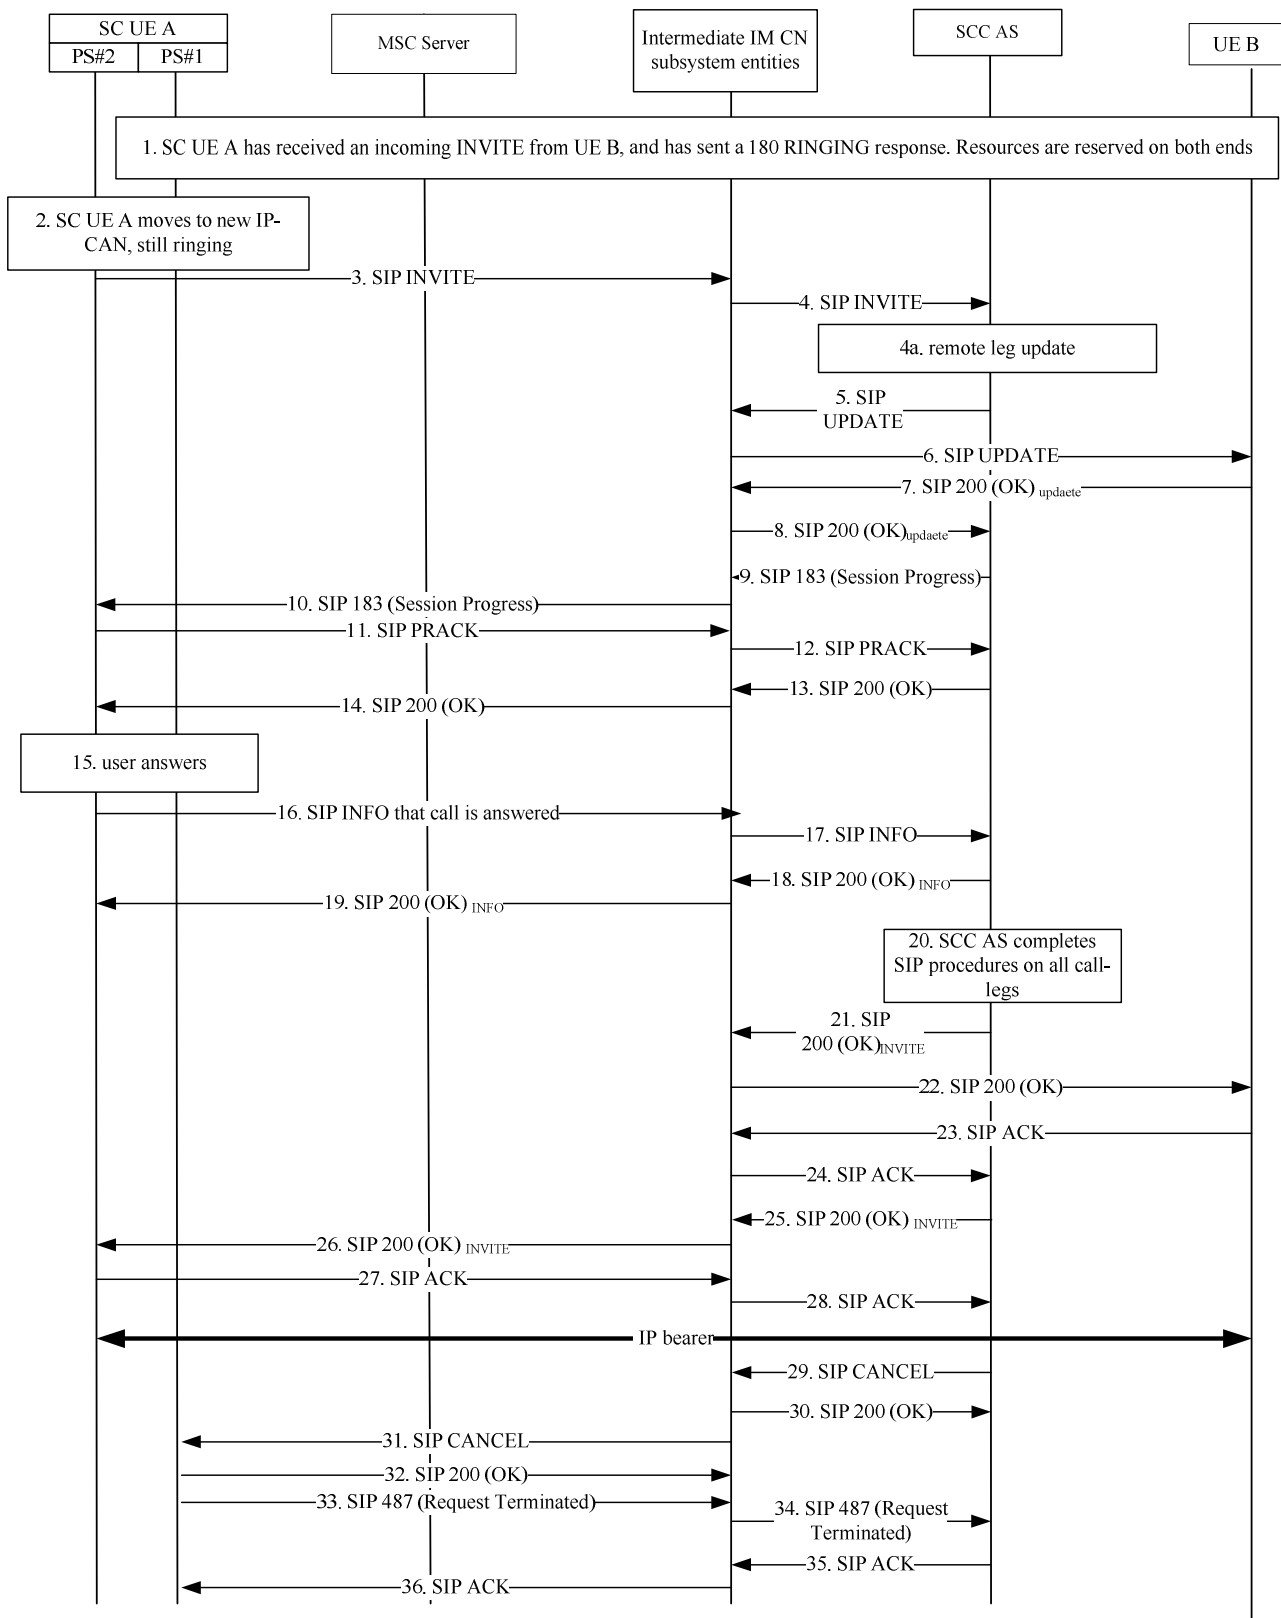 SC UE A
PS#2
PS#1
MSC Server
Intermediate IM CN
subsystem entities
SCC AS
UE B
1. SC UE A has received an incoming INVITE from UE B, and has sent a 180 RINGING response. Resources are reserved on both ends
2. SC UE A moves to new IP-
CAN, still ringing
3. SIP INVITE
4. SIP INVITE
4a. remote leg update
5. SIP
UPDATE
6. SIP UPDATE
7. SIP 200 (OK) updaete
8. SIP 200 (OK)updaete
9. SIP 183 (Session Progress)
10. SIP 183 (Session Progress)
11. SIP PRACK
12. SIP PRACK
13. SIP 200 (OK)
14. SIP 200 (OK)
15. user answers
16. SIP INFO that call is answered
17. SIP INFO
18. SIP 200 (OK) INFO
19. SIP 200 (OK) INFO
20. SCC AS completes
SIP procedures on all call-
legs
21. SIP
200 (OK)INVITE
22. SIP 200 (OK)
23. SIP ACK
24. SIP ACK
25. SIP 200 (OK) INVITE
26. SIP 200 (OK) INVITE
27. SIP ACK
28. SIP ACK
IP bearer
29. SIP CANCEL
30. SIP 200 (OK)
31. SIP CANCEL
32. SIP 200 (OK)
33. SIP 487 (Request Terminated)
34. SIP 487 (Request
Terminated)
35. SIP ACK
36. SIP ACK